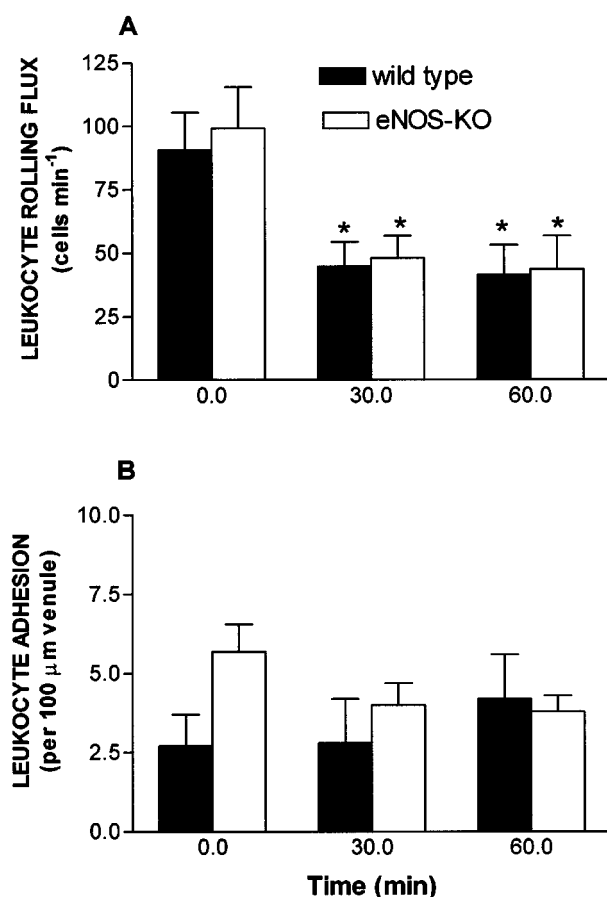 A
LEUKOCYTE ROLLING FLUX
(cells min⁻¹)
125
100
75
50
25
0
wild type
eNOS-KO
* * * *
0.0 30.0 60.0
B
LEUKOCYTE ADHESION
(per 100 μm venule)
10.0
7.5
5.0
2.5
0.0
0.0 30.0 60.0
Time (min)